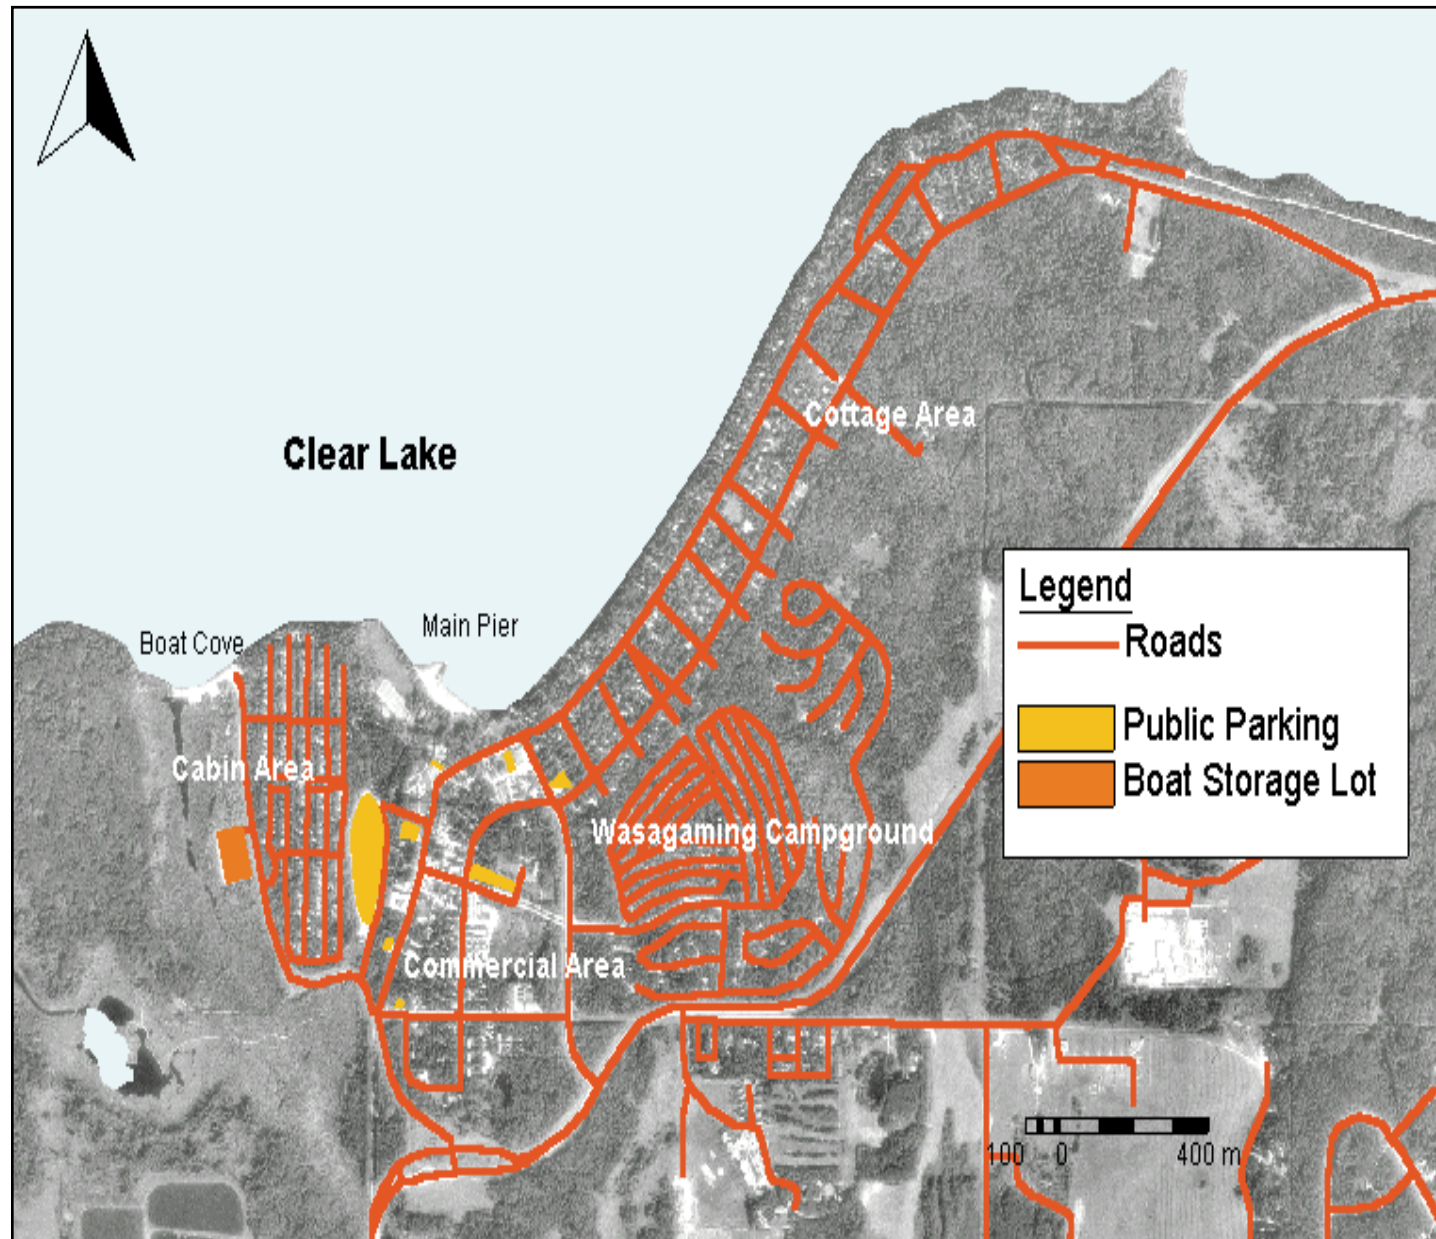 Cottage Area
Clear Lake
Boat Cove
Main Pier
Cabin Area
Wasagaming Campground
Commercial Area
Legend
Roads
Public Parking
Boat Storage Lot
100 0 400 m